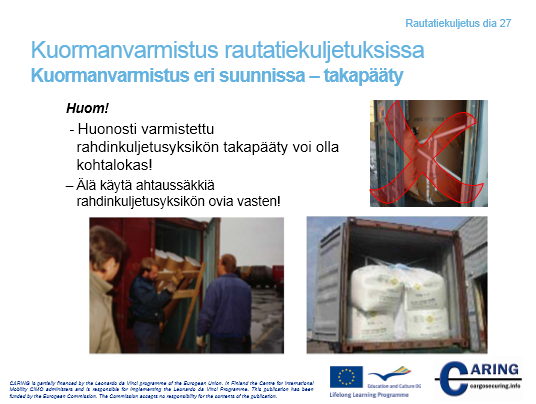 Rautatiekuljetus dia 27
Kuormanvarmistus rautatiekuljetuksissa
Kuormanvarmistus eri suunnissa – takapääty
Huom!
- Huonosti varmistettu
rahdinkuljetusyksikön takapääty voi olla
kohtalokas!
– Älä käytä ahtaussäkkiä
rahdinkuljetusyksikön ovia vasten!
CARING is partially financed by the Leonardo da Vinci programme of the European Union. In Finland the Centre for International
Mobility CIMO administers and is responsible for implementing the Leonardo da Vinci Programme. This publication has been
funded by the European Commission. The Commission accepts no responsibility for the contents of the publication.
Education and Culture DG
Lifelong Learning Programme
CARING
cargosecuring.info